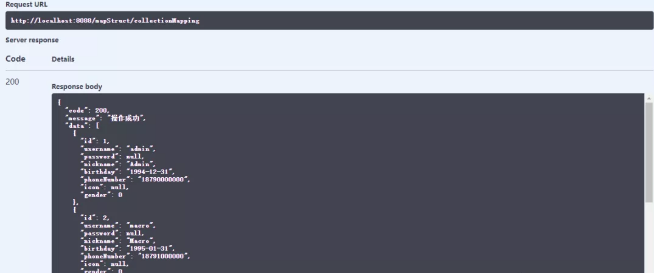 Request URL
http://localhost:8088/mapStruct/collectionMapping
Server response
Code Details
200
Response body
{
"code": 200,
"message": "操作成功",
"data": [
{
"id": 1,
"username": "admin",
"password": null,
"nickname": "Admin",
"birthday": "1994-12-31",
"phoneNumber": "18790000000",
"icon": null,
"gender": 0
},
{
"id": 2,
"username": "macro",
"password": null,
"nickname": "Macro",
"birthday": "1995-01-31",
"phoneNumber": "18791000000",
"icon": null,
"gender": 0